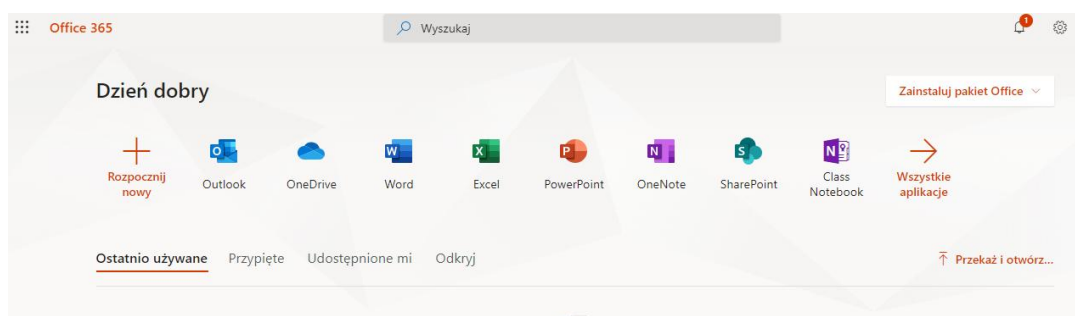 Office 365
Wyszukaj
1
Dzień dobry
Zainstaluj pakiet Office
Rozpocznij
nowy
Outlook
OneDrive
Word
Excel
PowerPoint
OneNote
SharePoint
Class
Notebook
Wszystkie
aplikacje
Ostatnio używane
Przypięte
Udostępnione mi
Odkryj
Przekaż i otwórz...